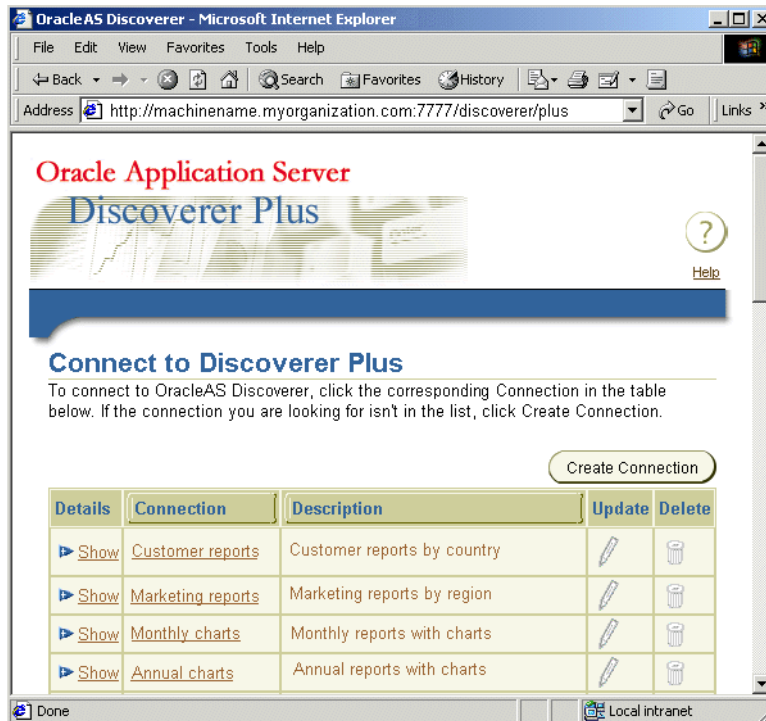 OracleAS Discoverer - Microsoft Internet Explorer
File Edit View Favorites Tools Help
Back Search Favorites History
Address http://machinename.myorganization.com:7777/discoverer/plus Go Links »
Oracle Application Server
Discoverer Plus
?
Help
Connect to Discoverer Plus
To connect to OracleAS Discoverer, click the corresponding Connection in the table
below. If the connection you are looking for isn't in the list, click Create Connection.
Create Connection
Details Connection Description Update Delete
Show Customer reports Customer reports by country
Show Marketing reports Marketing reports by region
Show Monthly charts Monthly reports with charts
Show Annual charts Annual reports with charts
Done Local intranet